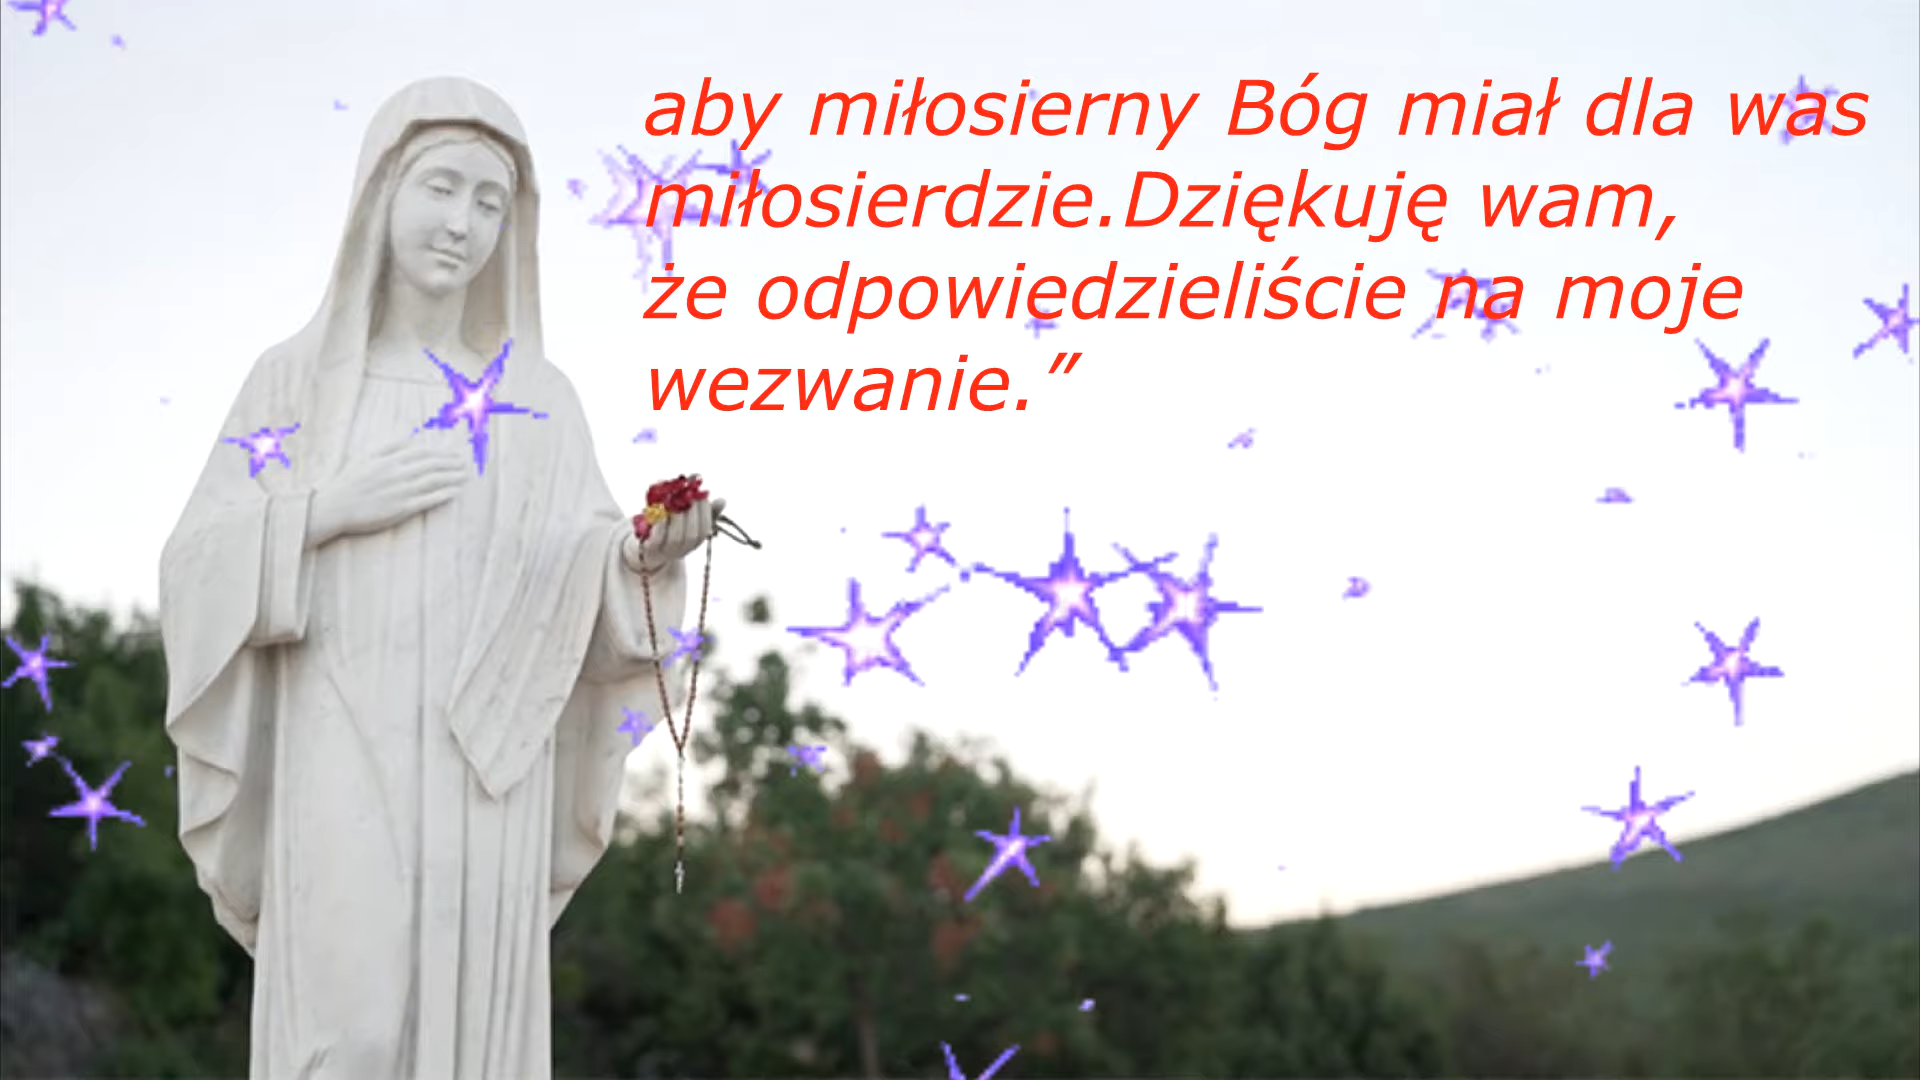 aby miłosierny Bóg miał dla was
miłosierdzie.Dziękuję wam,
że odpowiedzieliście na moje
wezwanie.”